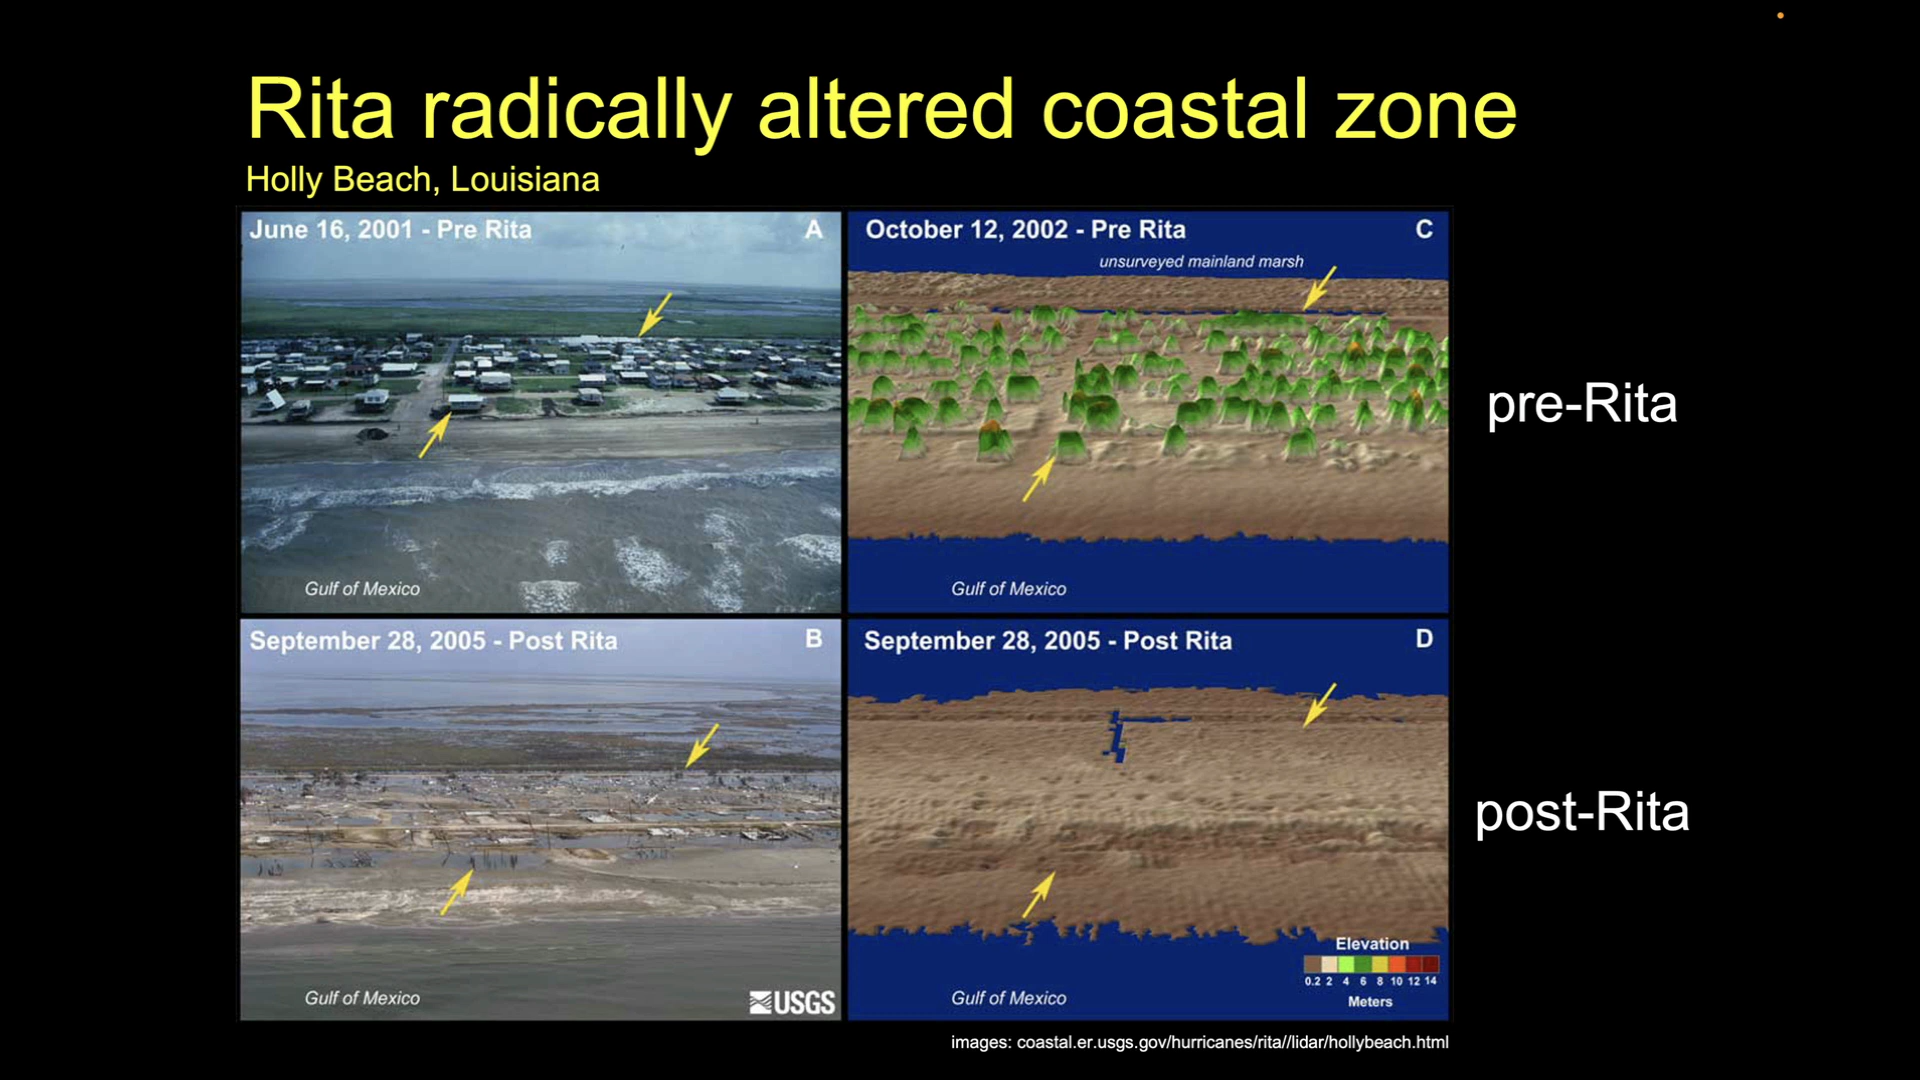 Rita radically altered coastal zone
Holly Beach, Louisiana
June 16, 2001 - Pre Rita
A
Gulf of Mexico
October 12, 2002 - Pre Rita
C
unsurveyed mainland marsh
Gulf of Mexico
pre-Rita
September 28, 2005 - Post Rita
B
Gulf of Mexico
USGS
September 28, 2005 - Post Rita
D
Gulf of Mexico
Elevation
0.2 2 4 6 8 10 12 14
Meters
post-Rita
images: coastal.er.usgs.gov/hurricanes/rita//lidar/hollybeach.html